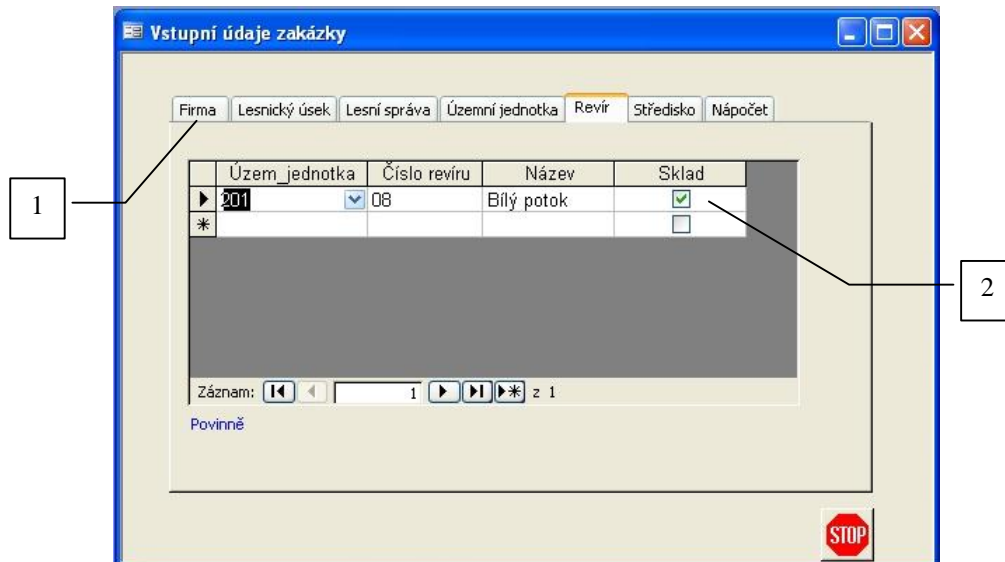 Vstupní údaje zakázky
Firma Lesnický úsek Lesní správa Územní jednotka Revír Středisko Nápočet
1
Územ_jednotka Číslo revíru Název Sklad
201 08 Bílý potok
2
Záznam: 1 z 1
Povinně
STOP